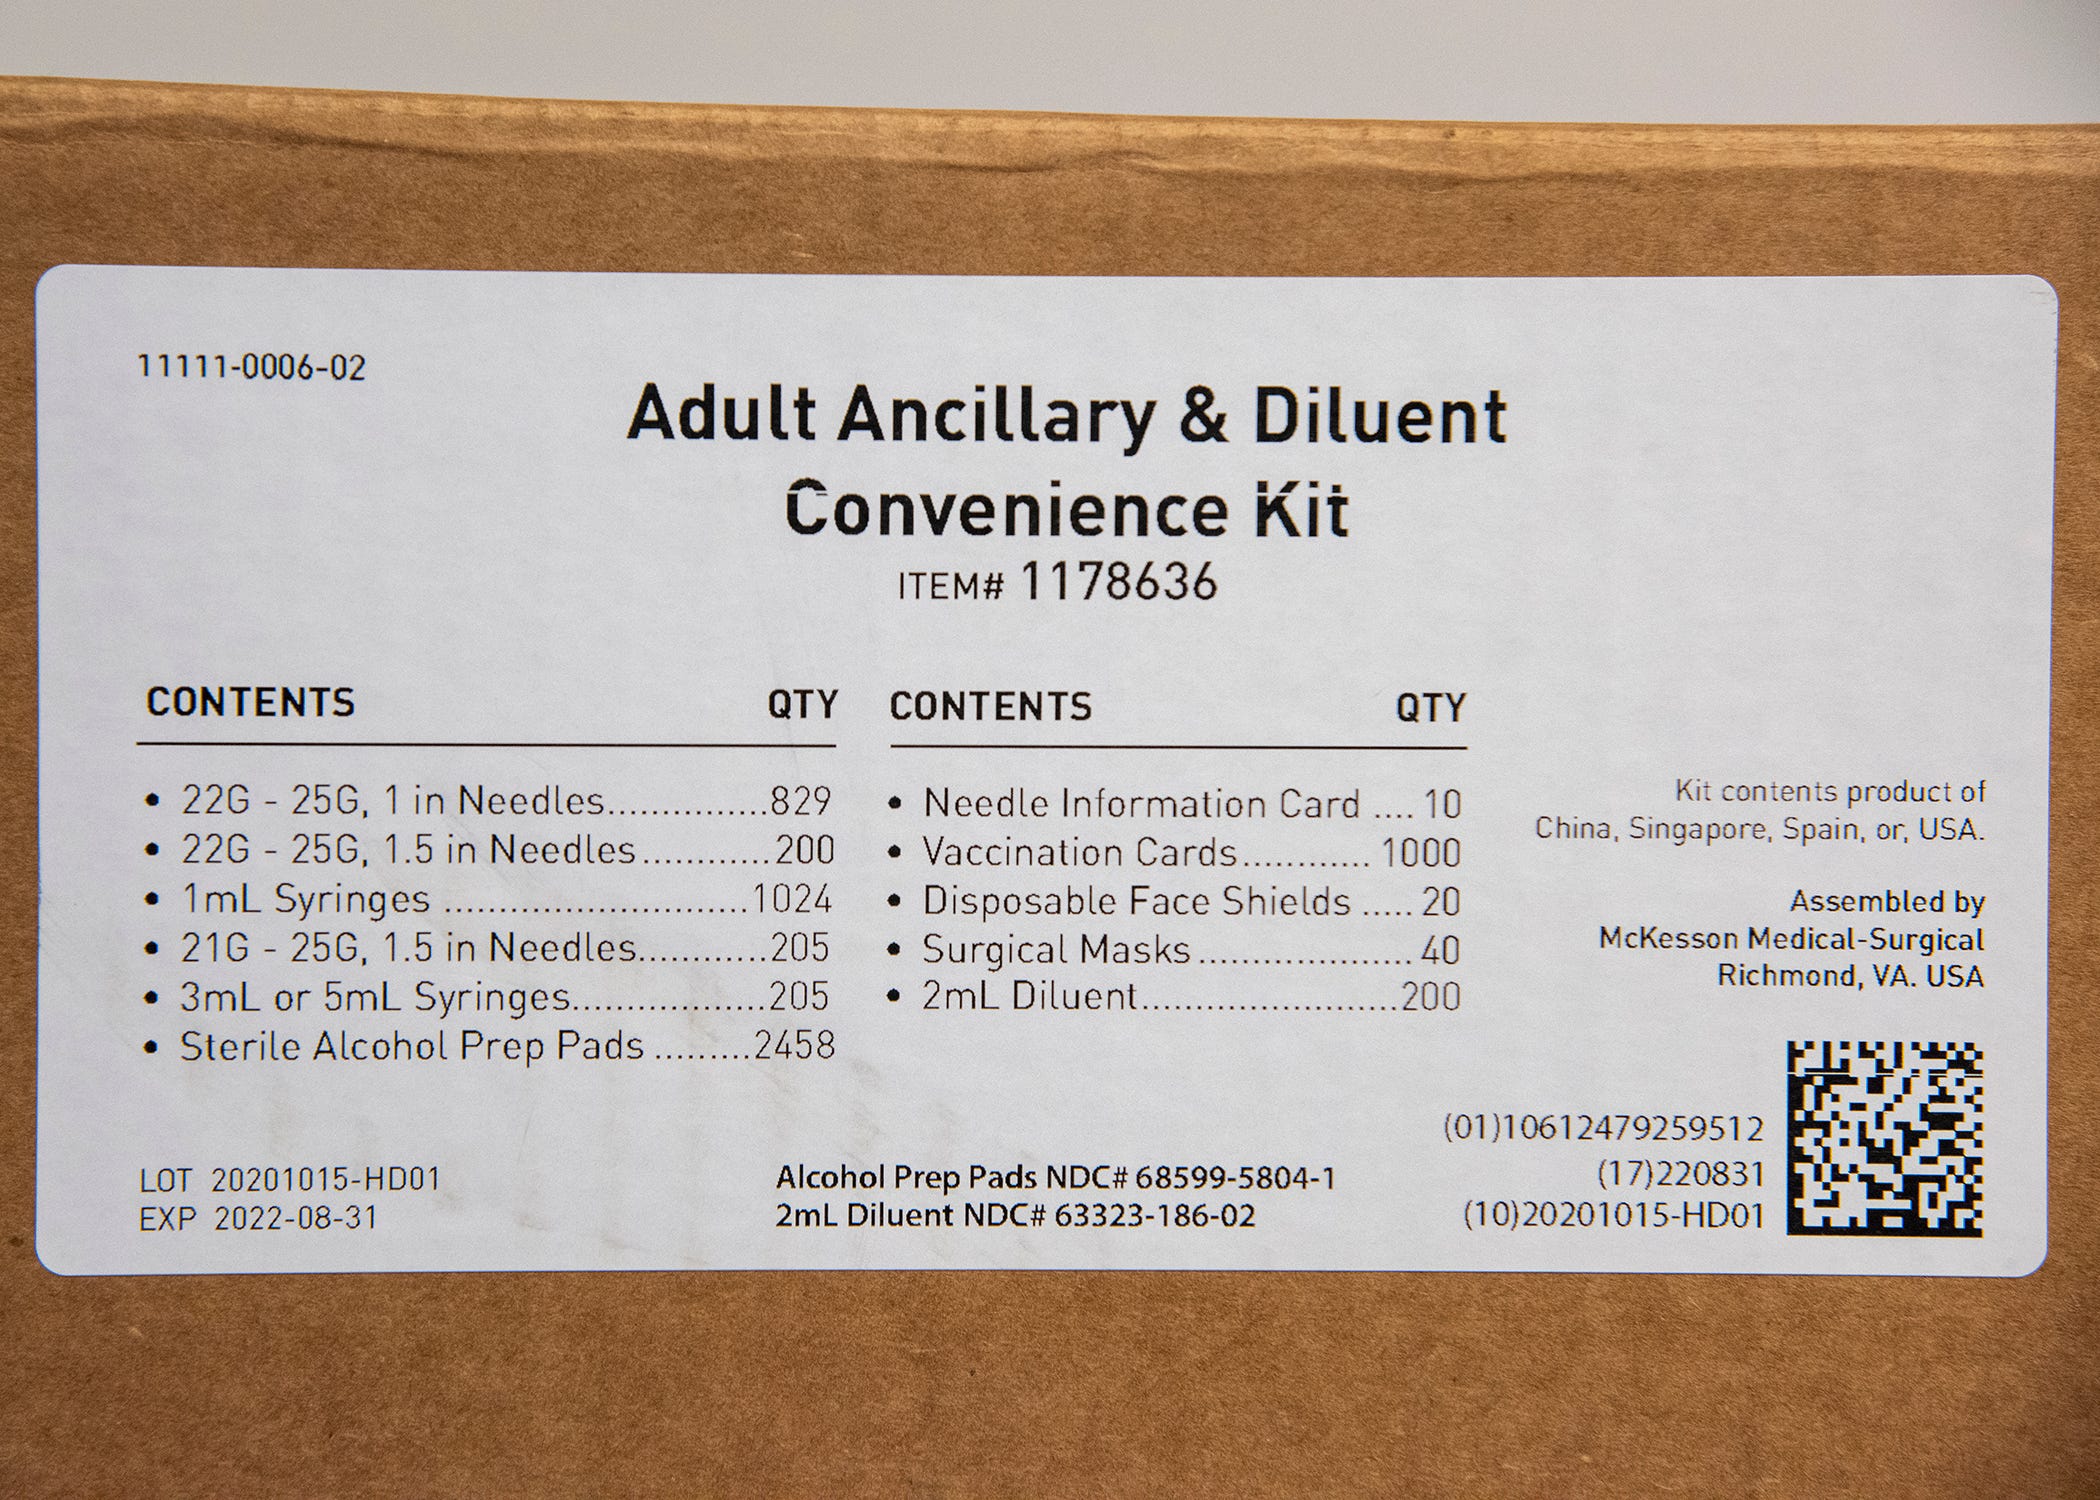 11111-0006-02
Adult Ancillary & Diluent
Convenience Kit
ITEM# 1178636
CONTENTS QTY
• 22G - 25G, 1 in Needles...............829
• 22G - 25G, 1.5 in Needles............200
• 1mL Syringes ............................1024
• 21G - 25G, 1.5 in Needles............205
• 3mL or 5mL Syringes..................205
• Sterile Alcohol Prep Pads .........2458
CONTENTS QTY
• Needle Information Card .... 10
• Vaccination Cards............ 1000
• Disposable Face Shields ..... 20
• Surgical Masks.................... 40
• 2mL Diluent........................200
Kit contents product of
China, Singapore, Spain, or, USA.
Assembled by
McKesson Medical-Surgical
Richmond, VA. USA
LOT 20201015-HD01
EXP 2022-08-31
Alcohol Prep Pads NDC# 68599-5804-1
2mL Diluent NDC# 63323-186-02
(01)10612479259512
(17)220831
(10)20201015-HD01